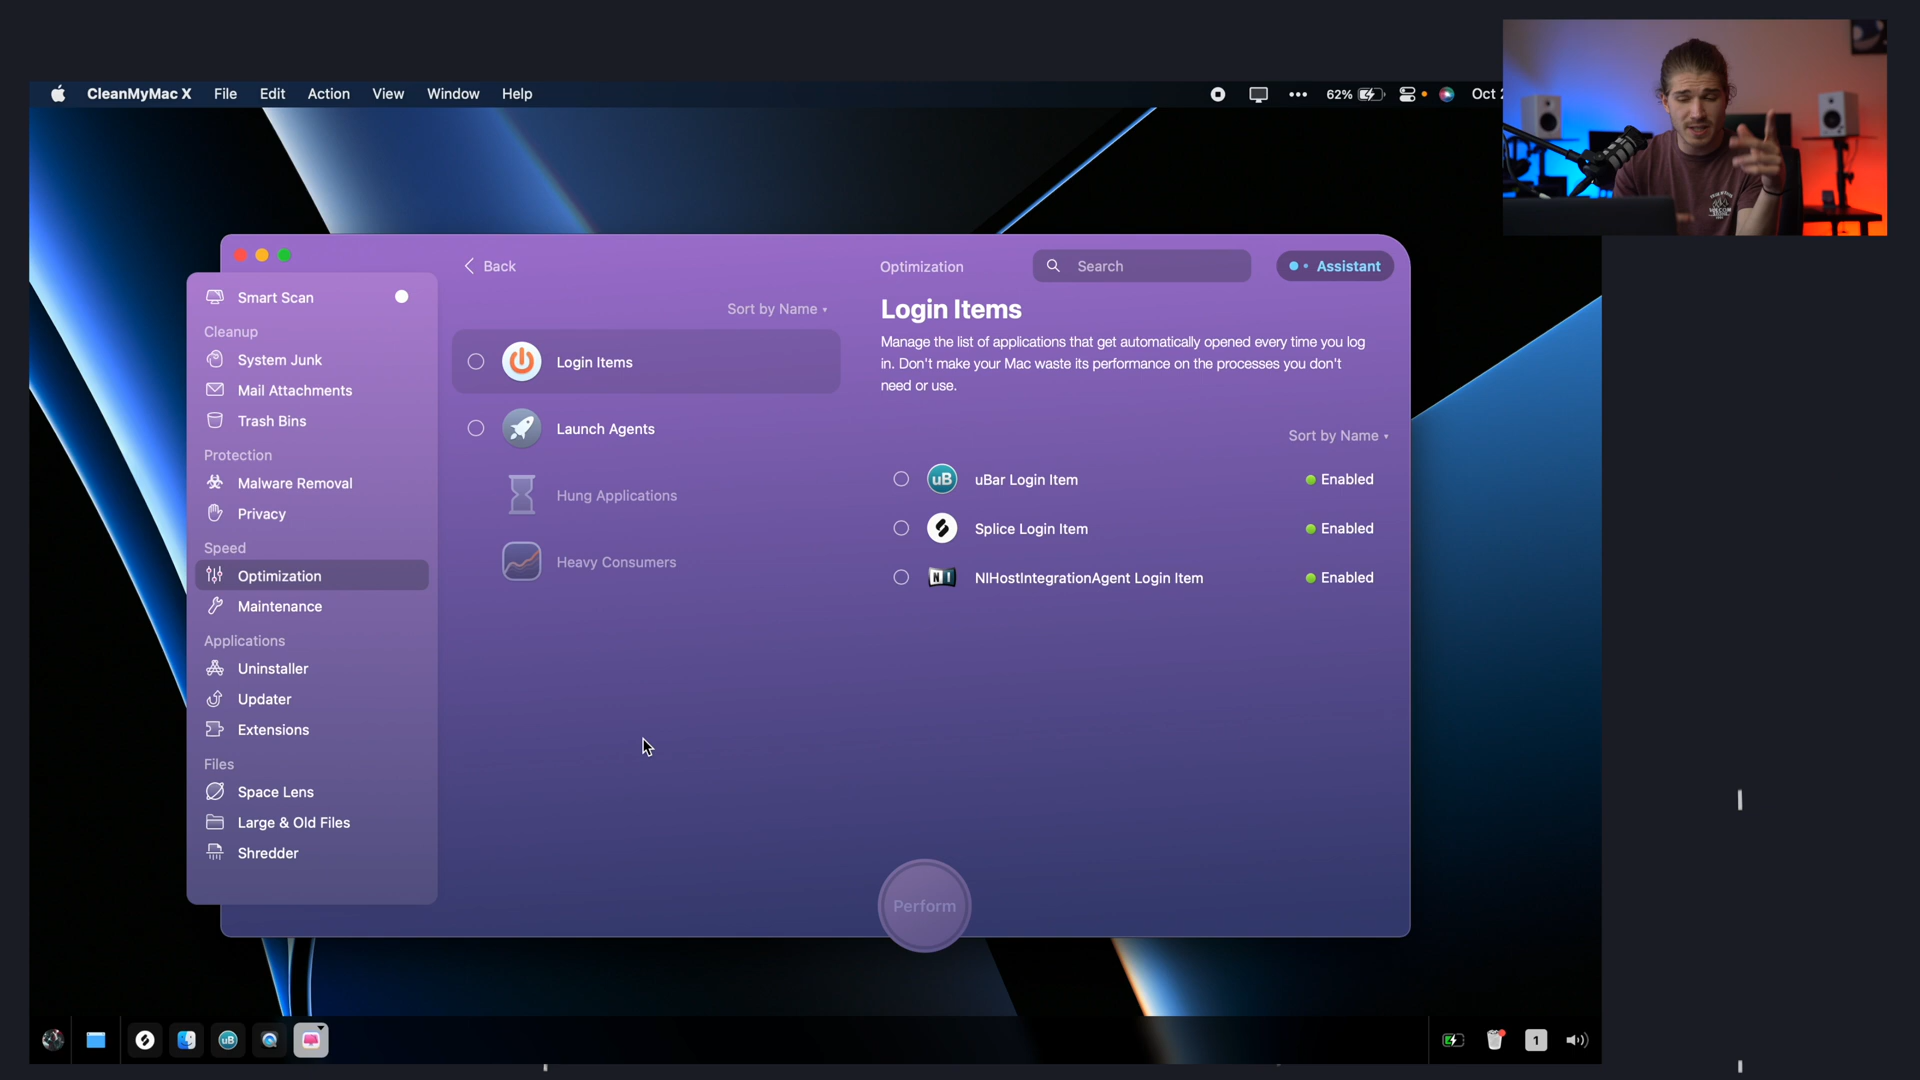 CleanMyMac X File Edit Action View Window Help
62%
Back
Optimization
Search
Assistant
Smart Scan
Cleanup
System Junk
Mail Attachments
Trash Bins
Protection
Malware Removal
Privacy
Speed
Optimization
Maintenance
Applications
Uninstaller
Updater
Extensions
Files
Space Lens
Large & Old Files
Shredder
Sort by Name
Login Items
Launch Agents
Hung Applications
Heavy Consumers
Login Items
Manage the list of applications that get automatically opened every time you log
in. Don't make your Mac waste its performance on the processes you don't
need or use.
Sort by Name
uB
uBar Login Item
Enabled
Splice Login Item
Enabled
NI
NIHostIntegrationAgent Login Item
Enabled
Perform
uB
1